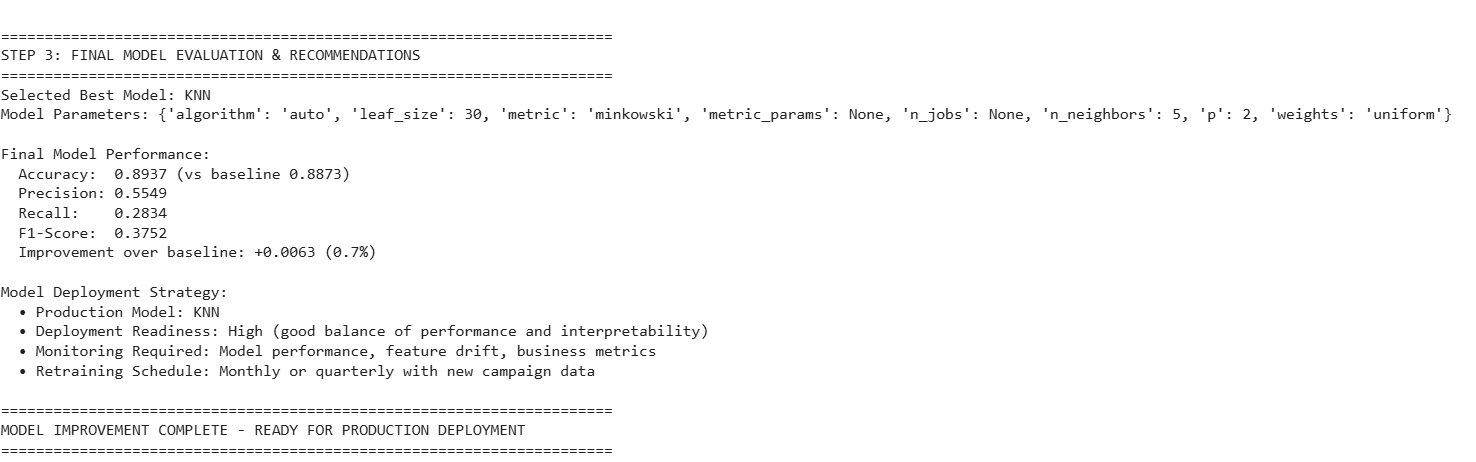 ======================================================================
STEP 3: FINAL MODEL EVALUATION & RECOMMENDATIONS
======================================================================
Selected Best Model: KNN
Model Parameters: {'algorithm': 'auto', 'leaf_size': 30, 'metric': 'minkowski', 'metric_params': None, 'n_jobs': None, 'n_neighbors': 5, 'p': 2, 'weights': 'uniform'}

Final Model Performance:
  Accuracy:  0.8937 (vs baseline 0.8873)
  Precision: 0.5549
  Recall:    0.2834
  F1-Score:  0.3752
  Improvement over baseline: +0.0063 (0.7%)

Model Deployment Strategy:
  • Production Model: KNN
  • Deployment Readiness: High (good balance of performance and interpretability)
  • Monitoring Required: Model performance, feature drift, business metrics
  • Retraining Schedule: Monthly or quarterly with new campaign data

======================================================================
MODEL IMPROVEMENT COMPLETE - READY FOR PRODUCTION DEPLOYMENT
======================================================================